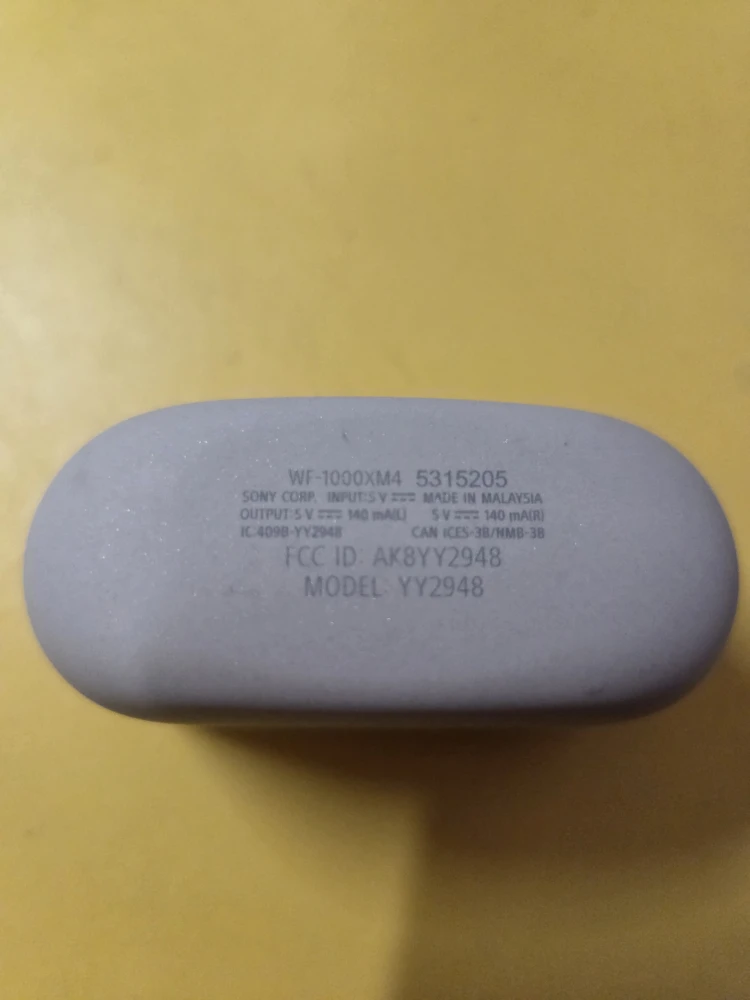 WF-1000XM4 5315205
SONY CORP. INPUT:5 V ⎓ MADE IN MALAYSIA
OUTPUT:5 V ⎓ 140 mA(L) 5 V ⎓ 140 mA(R)
IC:409B-YY2948 CAN ICES-3B/NMB-3B
FCC ID: AK8YY2948
MODEL: YY2948